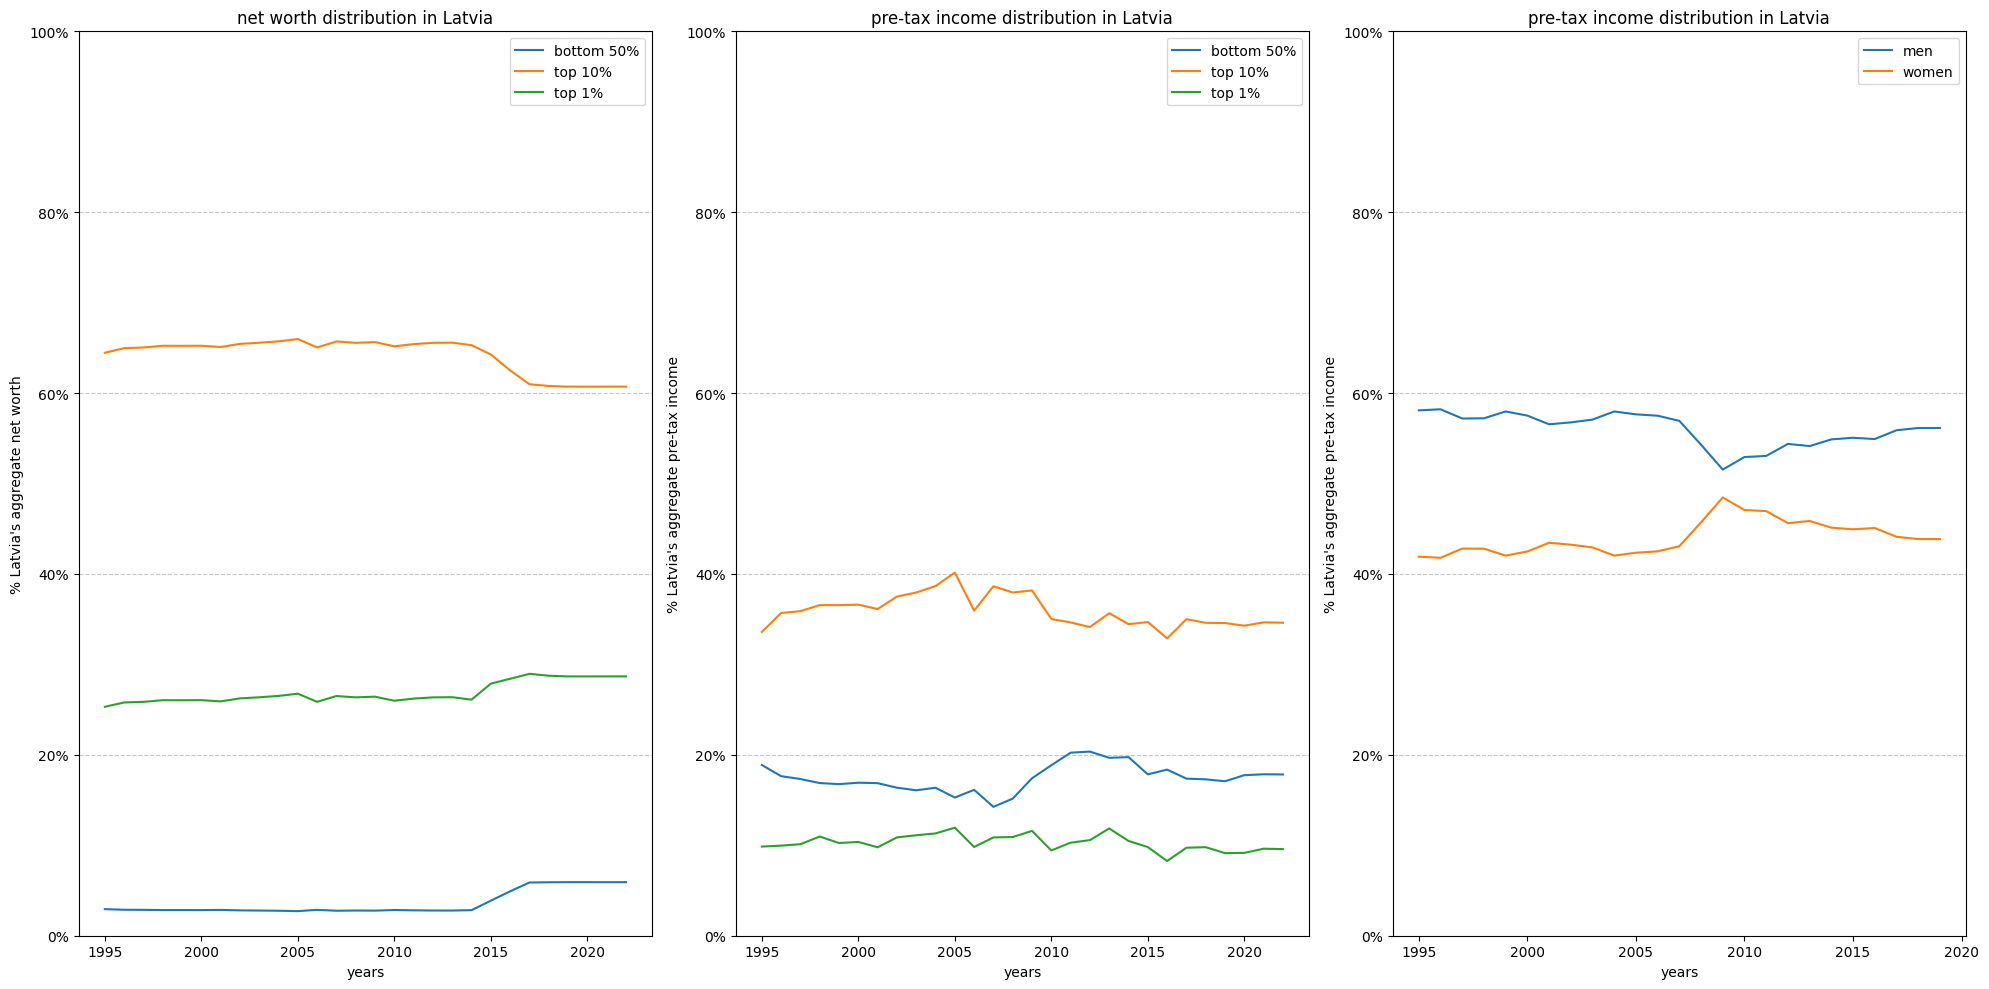 net worth distribution in Latvia
% Latvia's aggregate net worth
100%
80%
60%
40%
20%
0%
bottom 50%
top 10%
top 1%
1995 2000 2005 2010 2015 2020
years
pre-tax income distribution in Latvia
% Latvia's aggregate pre-tax income
100%
80%
60%
40%
20%
0%
bottom 50%
top 10%
top 1%
1995 2000 2005 2010 2015 2020
years
pre-tax income distribution in Latvia
% Latvia's aggregate pre-tax income
100%
80%
60%
40%
20%
0%
men
women
1995 2000 2005 2010 2015 2020
years